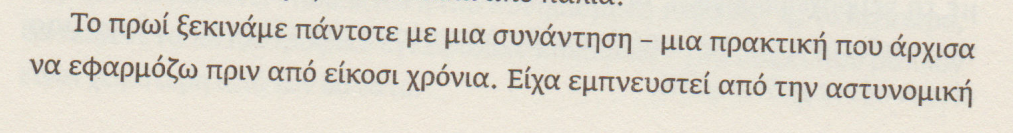 Το πρωί ξεκινάμε πάντοτε με μια συνάντηση – μια πρακτική που άρχισα
να εφαρμόζω πριν από είκοσι χρόνια. Είχα εμπνευστεί από την αστυνομική